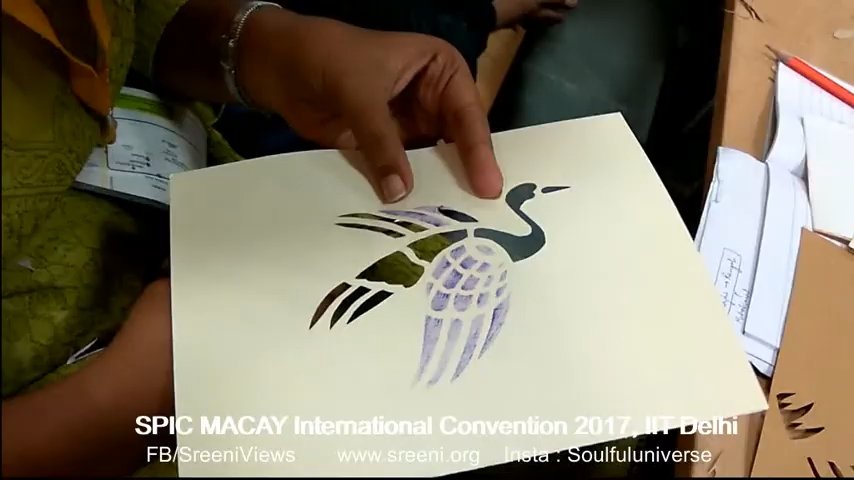 SPIC MACAY International Convention 2017, IIT Delhi
FB/SreeniViews www.sreeni.org Insta : Soulfuluniverse